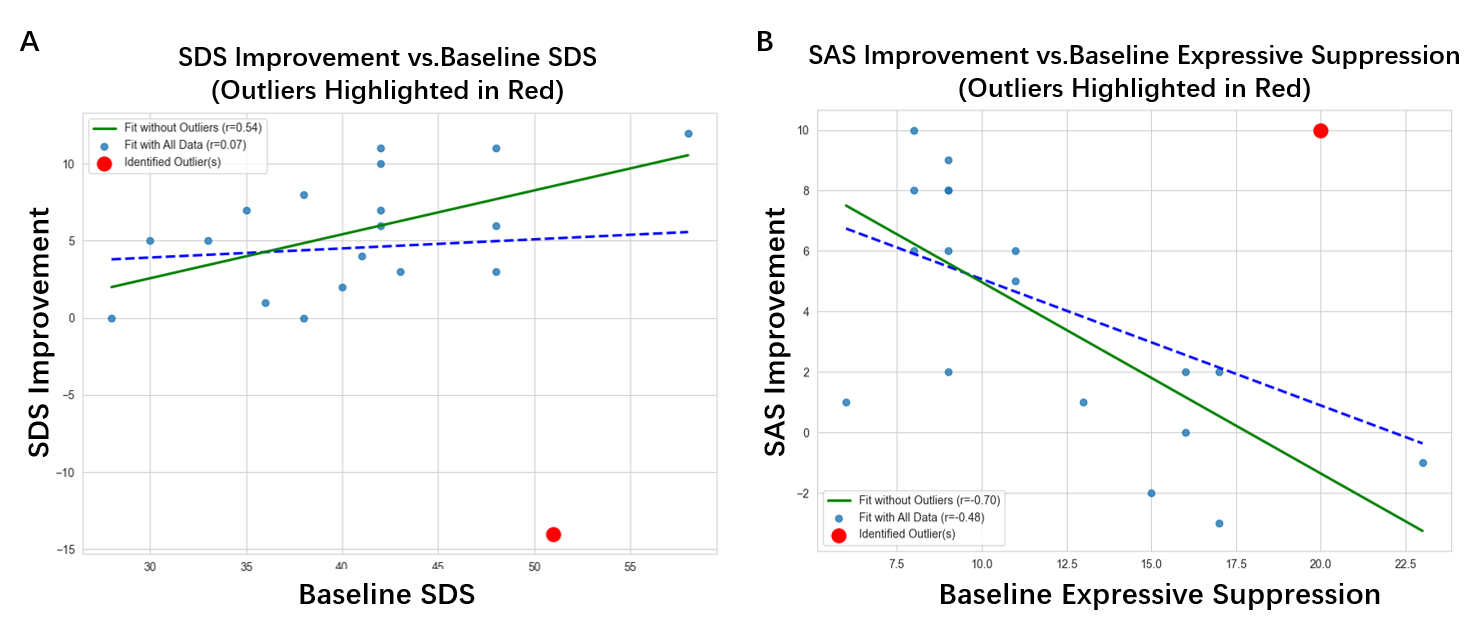 A
SDS Improvement vs.Baseline SDS
(Outliers Highlighted in Red)
Fit without Outliers (r=0.54)
Fit with All Data (r=0.07)
Identified Outlier(s)
SDS Improvement
10
5
0
−5
−10
−15
30 35 40 45 50 55
Baseline SDS
B
SAS Improvement vs.Baseline Expressive Suppression
(Outliers Highlighted in Red)
SAS Improvement
10
8
6
4
2
0
−2
Fit without Outliers (r=-0.70)
Fit with All Data (r=-0.48)
Identified Outlier(s)
7.5 10.0 12.5 15.0 17.5 20.0 22.5
Baseline Expressive Suppression